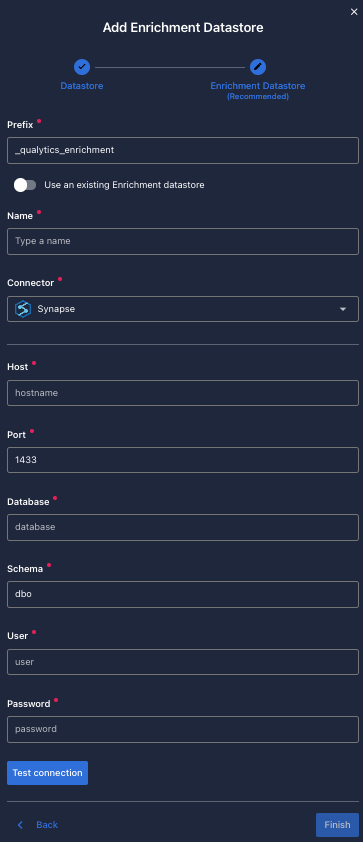 Add Enrichment Datastore
Datastore
Enrichment Datastore
(Recommended)
Prefix
_qualytics_enrichment
Use an existing Enrichment datastore
Name
Type a name
Connector
Synapse
Host
hostname
Port
1433
Database
database
Schema
dbo
User
user
Password
password
Test connection
Back
Finish